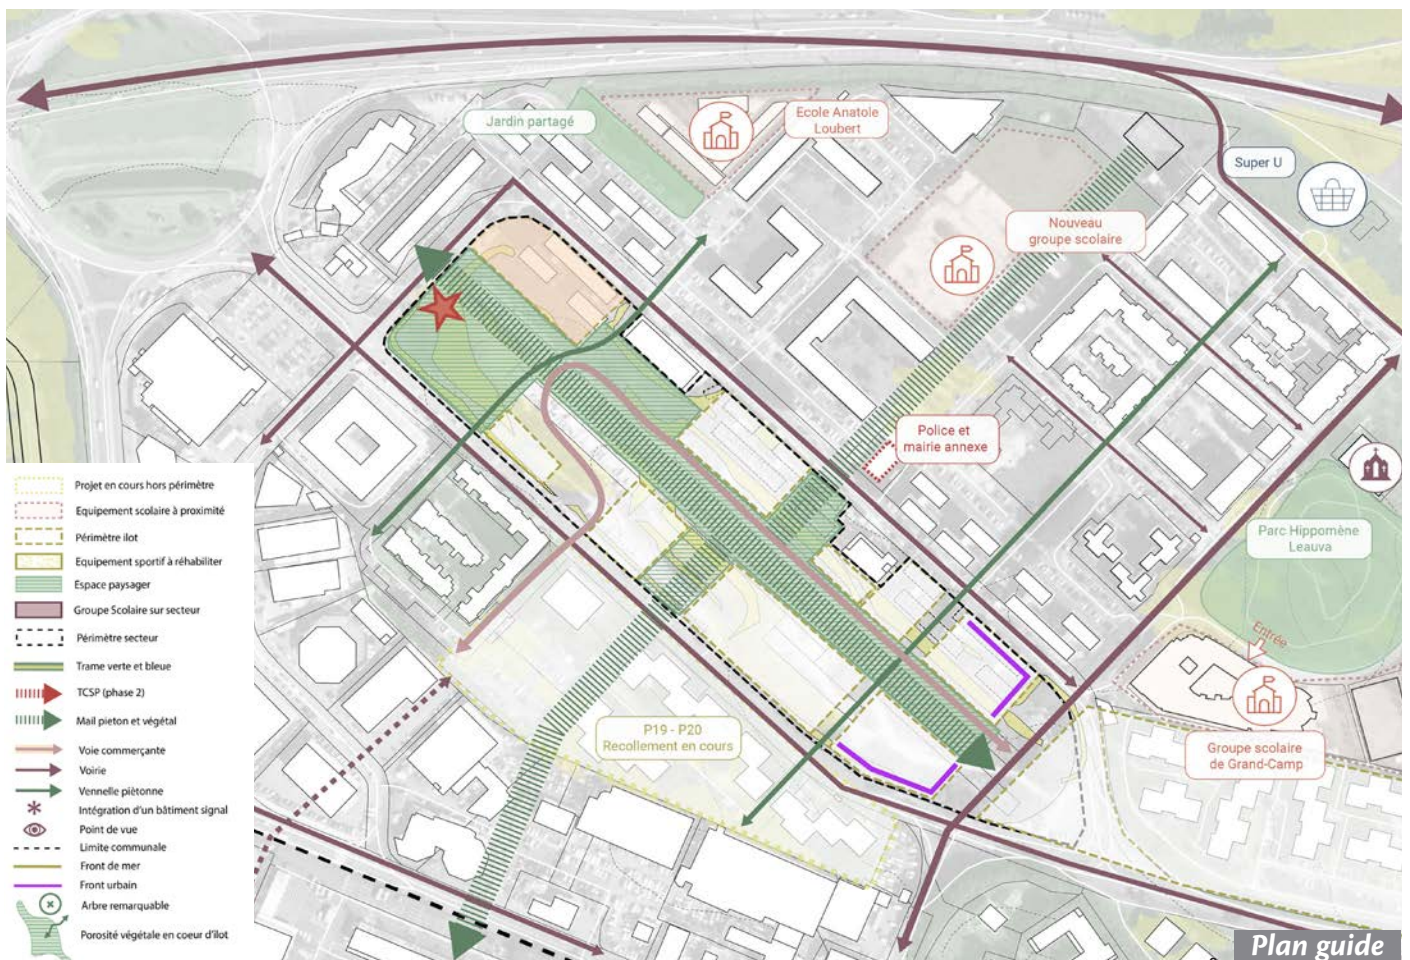 Jardin partagé
Ecole Anatole
Loubert
Super U
Nouveau
groupe scolaire
Police et
mairie annexe
Parc Hippomène
Leauva
Entrée
P19 - P20
Recollement en cours
Groupe scolaire
de Grand-Camp
Projet en cours hors périmètre
Equipement scolaire à proximité
Périmètre ilot
Equipement sportif à réhabiliter
Espace paysager
Groupe Scolaire sur secteur
Périmètre secteur
Trame verte et bleue
TCSP (phase 2)
Mail pieton et végétal
Voie commerçante
Voirie
Vennelle piètonne
Intégration d'un bâtiment signal
Point de vue
Limite communale
Front de mer
Front urbain
Arbre remarquable
Porosité végétale en coeur d'îlot
Plan guide